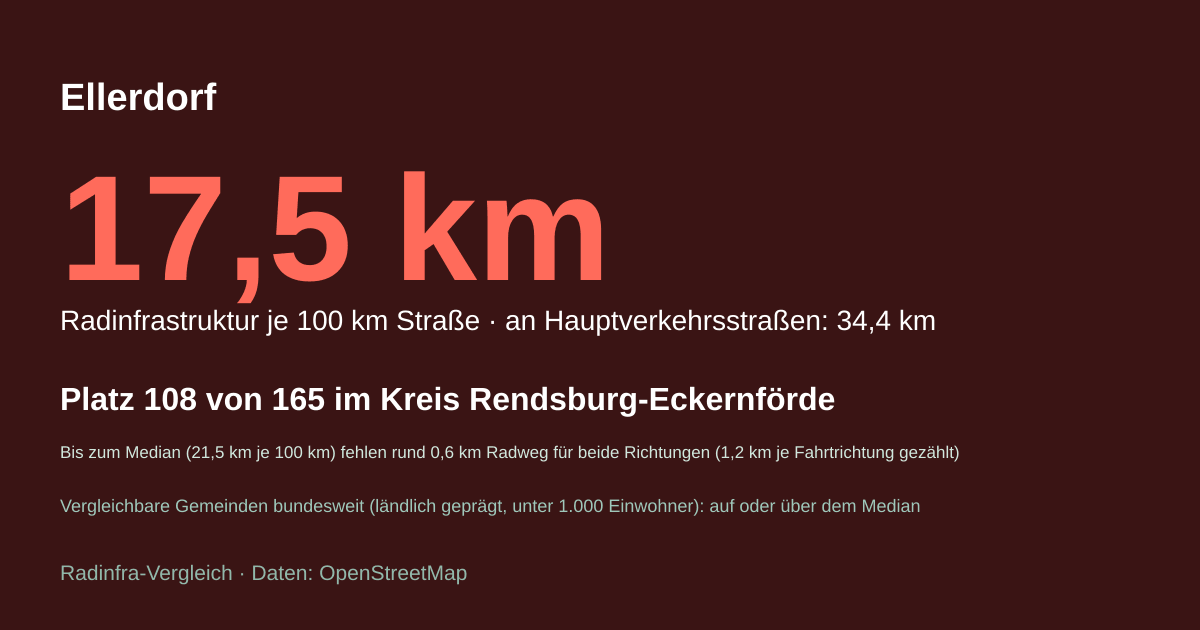 Ellerdorf
17,5 km
Radinfrastruktur je 100 km Straße · an Hauptverkehrsstraßen: 34,4 km
Platz 108 von 165 im Kreis Rendsburg-Eckernförde
Bis zum Median (21,5 km je 100 km) fehlen rund 0,6 km Radweg für beide Richtungen (1,2 km je Fahrtrichtung gezählt)
Vergleichbare Gemeinden bundesweit (ländlich geprägt, unter 1.000 Einwohner): auf oder über dem Median
Radinfra-Vergleich · Daten: OpenStreetMap